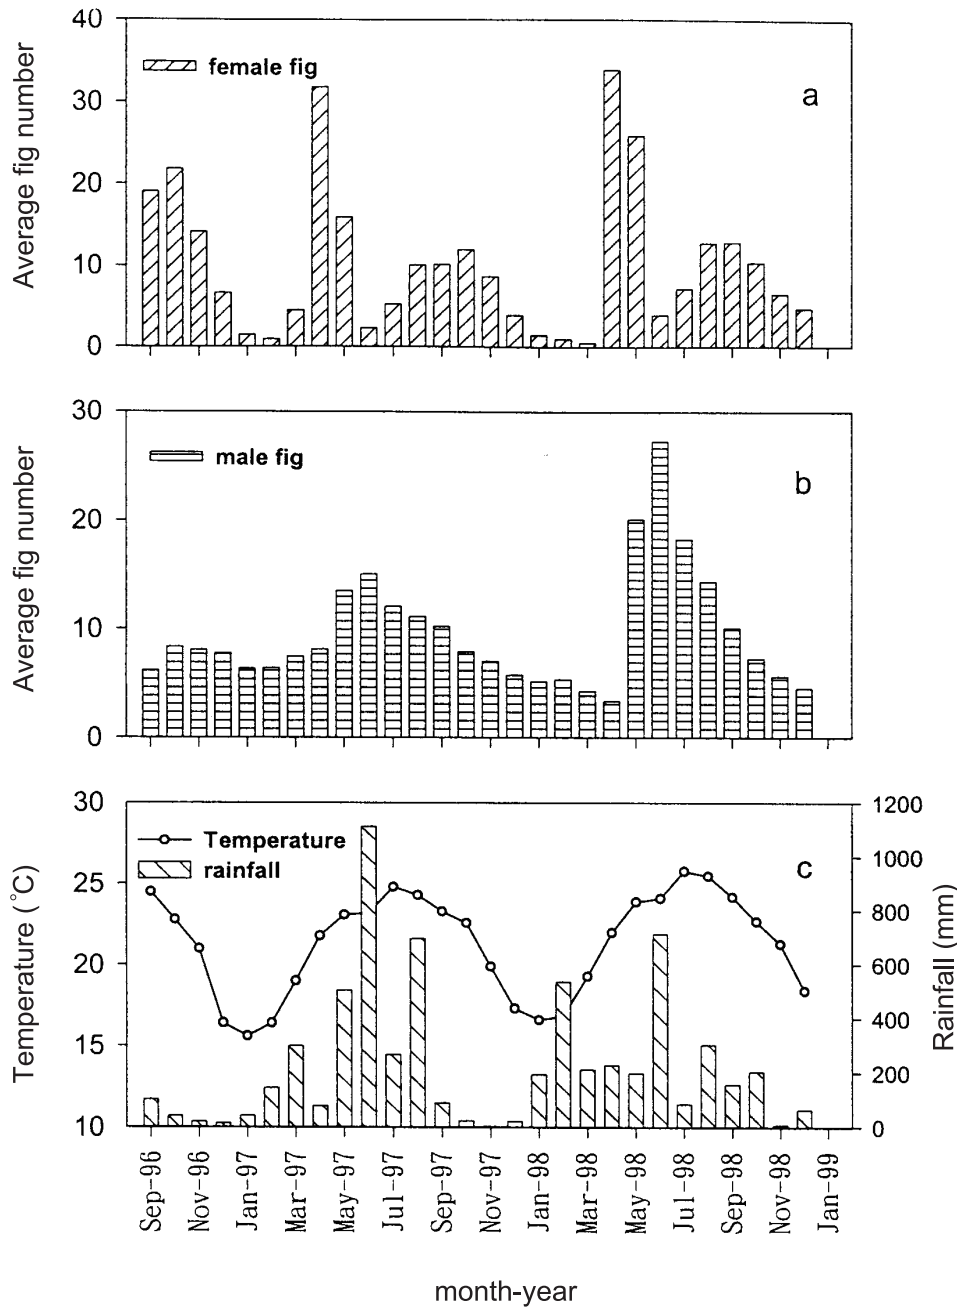 40
30
20
10
0
Average fig number
female fig
a
30
20
10
0
Average fig number
male fig
b
30
25
20
15
10
Temperature (°C)
Temperature
rainfall
c
1200
1000
800
600
400
200
0
Rainfall (mm)
Sep-96
Nov-96
Jan-97
Mar-97
May-97
Jul-97
Sep-97
Nov-97
Jan-98
Mar-98
May-98
Jul-98
Sep-98
Nov-98
Jan-99
month-year